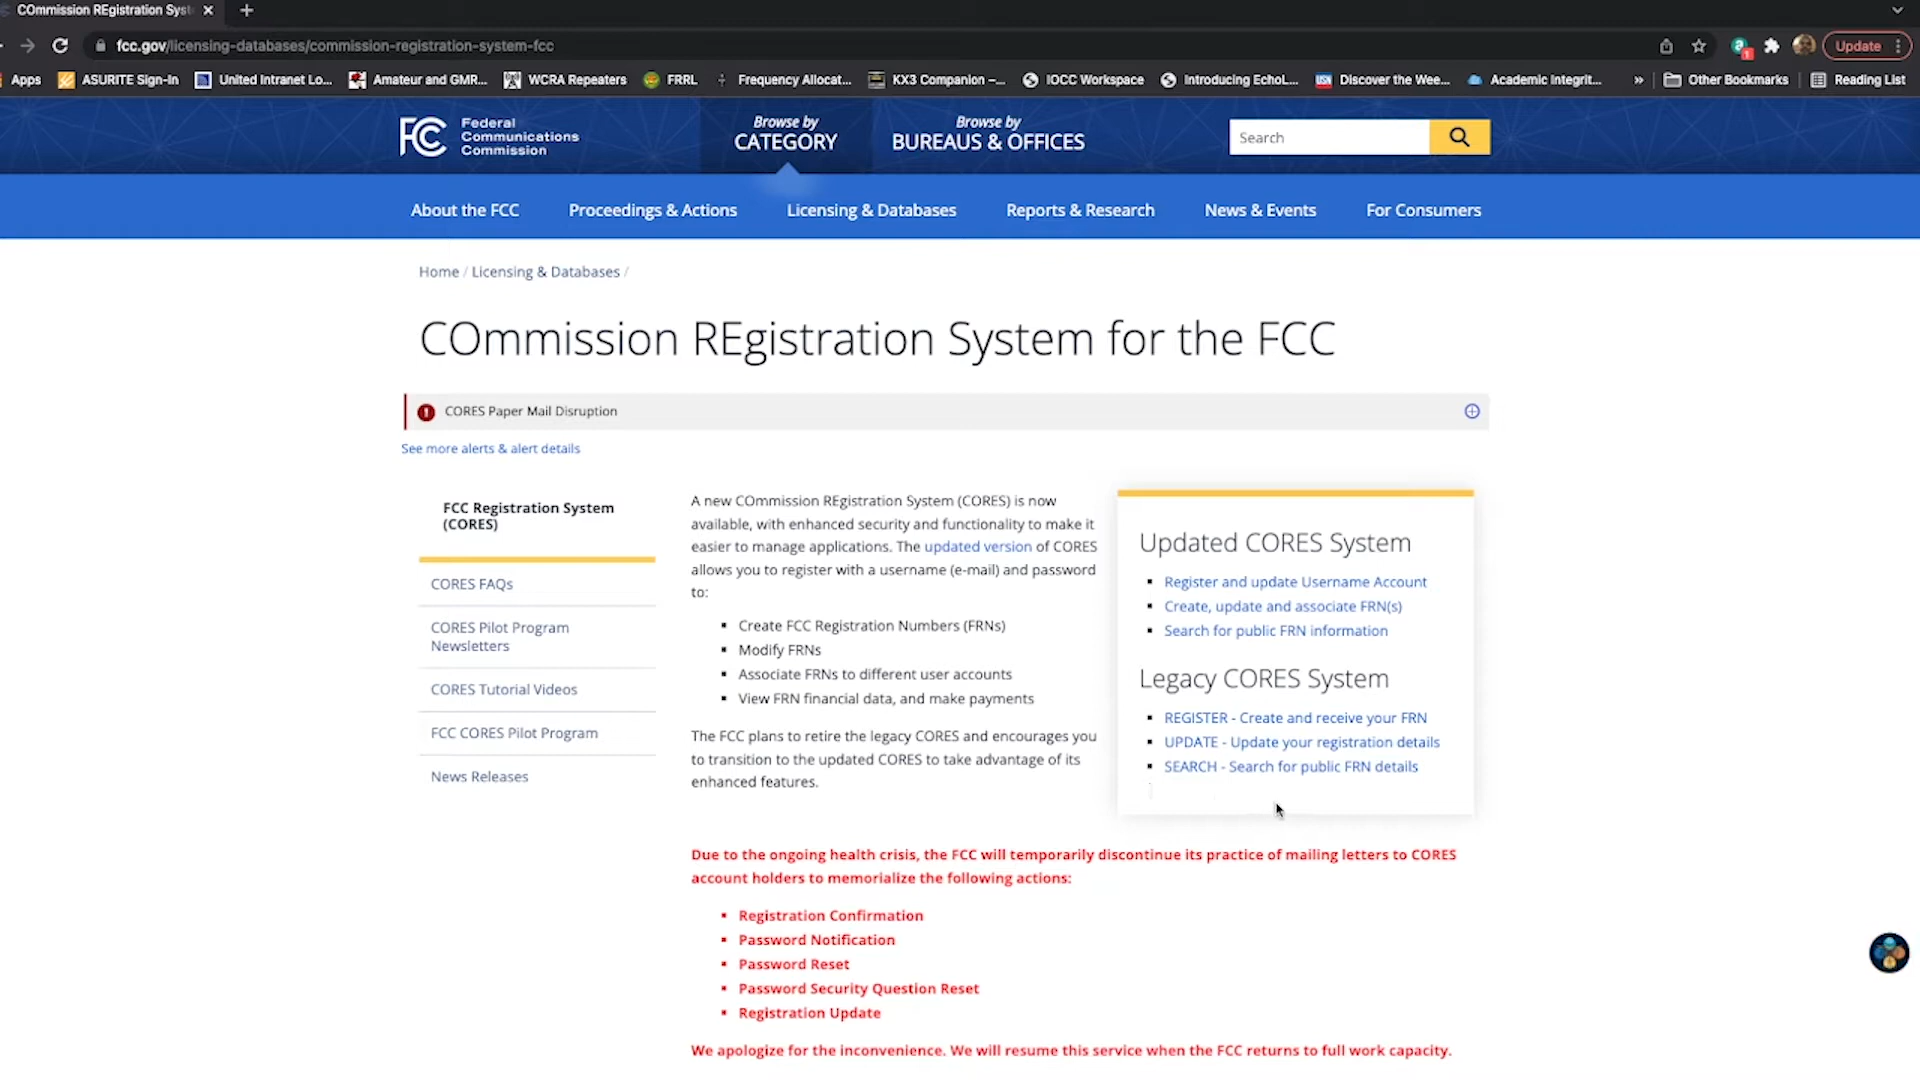 COmmission REgistration Syst
fcc.gov/licensing-databases/commission-registration-system-fcc
Update
Apps
ASURITE Sign-In
United Intranet Lo...
Amateur and GMR...
WCRA Repeaters
FRRL
Frequency Allocat...
KX3 Companion –...
IOCC Workspace
Introducing EchoL...
Discover the Wee...
Academic Integrit...
»
Other Bookmarks
Reading List
FCC
Federal
Communications
Commission
Browse by
CATEGORY
Browse by
BUREAUS & OFFICES
Search
About the FCC
Proceedings & Actions
Licensing & Databases
Reports & Research
News & Events
For Consumers
Home / Licensing & Databases /
COmmission REgistration System for the FCC
CORES Paper Mail Disruption
See more alerts & alert details
FCC Registration System
(CORES)
CORES FAQs
CORES Pilot Program
Newsletters
CORES Tutorial Videos
FCC CORES Pilot Program
News Releases
A new COmmission REgistration System (CORES) is now
available, with enhanced security and functionality to make it
easier to manage applications. The updated version of CORES
allows you to register with a username (e-mail) and password
to:
Create FCC Registration Numbers (FRNs)
Modify FRNs
Associate FRNs to different user accounts
View FRN financial data, and make payments
The FCC plans to retire the legacy CORES and encourages you
to transition to the updated CORES to take advantage of its
enhanced features.
Updated CORES System
Register and update Username Account
Create, update and associate FRN(s)
Search for public FRN information
Legacy CORES System
REGISTER - Create and receive your FRN
UPDATE - Update your registration details
SEARCH - Search for public FRN details
Due to the ongoing health crisis, the FCC will temporarily discontinue its practice of mailing letters to CORES
account holders to memorialize the following actions:
Registration Confirmation
Password Notification
Password Reset
Password Security Question Reset
Registration Update
We apologize for the inconvenience. We will resume this service when the FCC returns to full work capacity.